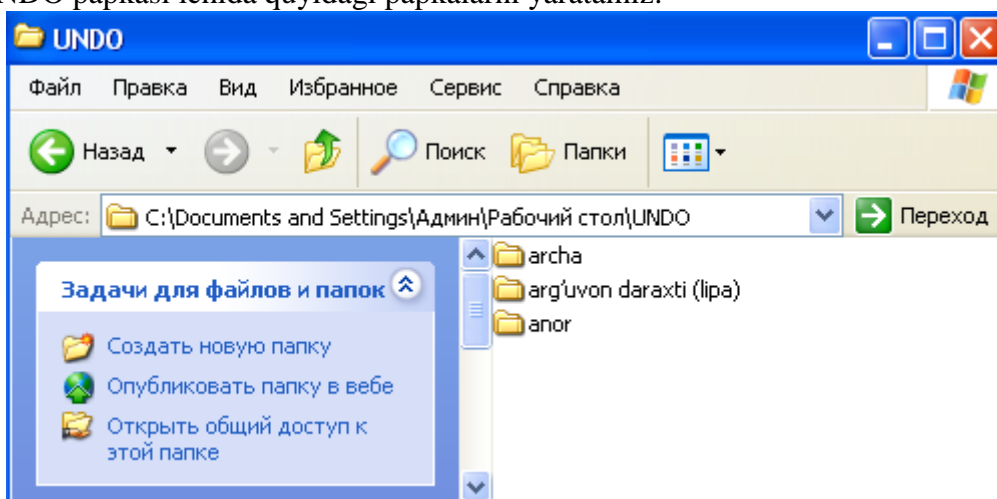 UNDO papkasi ichida quyidagi papkalarni yaratamiz:
UNDO
Файл Правка Вид Избранное Сервис Справка
Назад Поиск Папки
Адрес: C:\Documents and Settings\Админ\Рабочий стол\UNDO Переход
archa
Задачи для файлов и папок
arg'uvon daraxti (lipa)
anor
Создать новую папку
Опубликовать папку в вебе
Открыть общий доступ к
этой папке